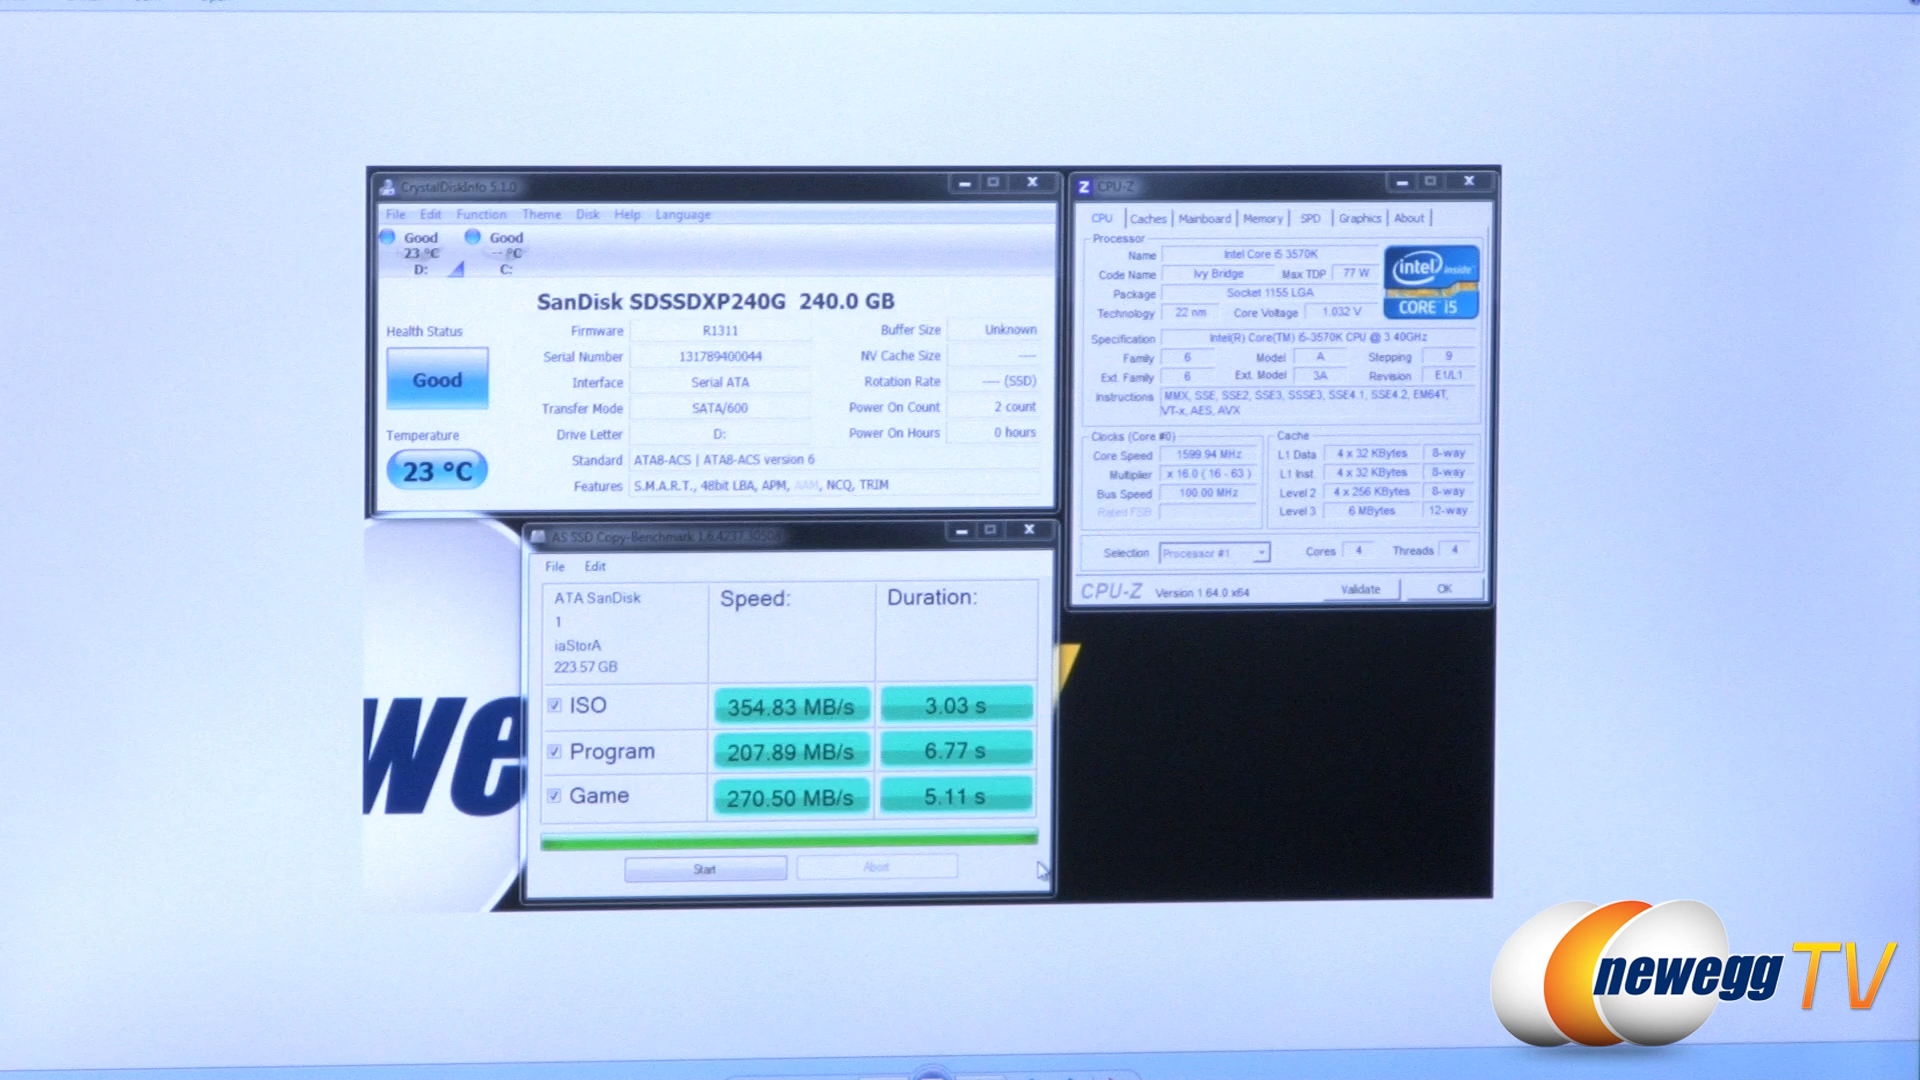 CrystalDiskInfo 5.1.0
File Edit Function Theme Disk Help Language
Good Good
23 °C -- °C
D: C:
SanDisk SDSSDXP240G 240.0 GB
Health Status
Good
Temperature
23 °C
Firmware R1311 Buffer Size Unknown
Serial Number 131789400044 NV Cache Size ----
Interface Serial ATA Rotation Rate ---- (SSD)
Transfer Mode SATA/600 Power On Count 2 count
Drive Letter D: Power On Hours 0 hours
Standard ATA8-ACS | ATA8-ACS version 6
Features S.M.A.R.T., 48bit LBA, APM, AAM, NCQ, TRIM
CPU-Z
CPU Caches Mainboard Memory SPD Graphics About
Processor
Name Intel Core i5 3570K
Code Name Ivy Bridge Max TDP 77 W
Package Socket 1155 LGA
Technology 22 nm Core Voltage 1.032 V
intel inside
CORE i5
Specification Intel(R) Core(TM) i5-3570K CPU @ 3.40GHz
Family 6 Model A Stepping 9
Ext. Family 6 Ext. Model 3A Revision E1/L1
Instructions MMX, SSE, SSE2, SSE3, SSSE3, SSE4.1, SSE4.2, EM64T,
VT-x, AES, AVX
Clocks (Core #0)
Core Speed 1599.94 MHz
Multiplier x 16.0 ( 16 - 63 )
Bus Speed 100.00 MHz
Rated FSB
Cache
L1 Data 4 x 32 KBytes 8-way
L1 Inst. 4 x 32 KBytes 8-way
Level 2 4 x 256 KBytes 8-way
Level 3 6 MBytes 12-way
Selection Processor #1 Cores 4 Threads 4
CPU-Z Version 1.64.0.x64 Validate OK
AS SSD Copy-Benchmark 1.6.4237.30508
File Edit
ATA SanDisk Speed: Duration:
1
iaStorA
223.57 GB
ISO 354.83 MB/s 3.03 s
Program 207.89 MB/s 6.77 s
Game 270.50 MB/s 5.11 s
Start Abort
we
newegg TV